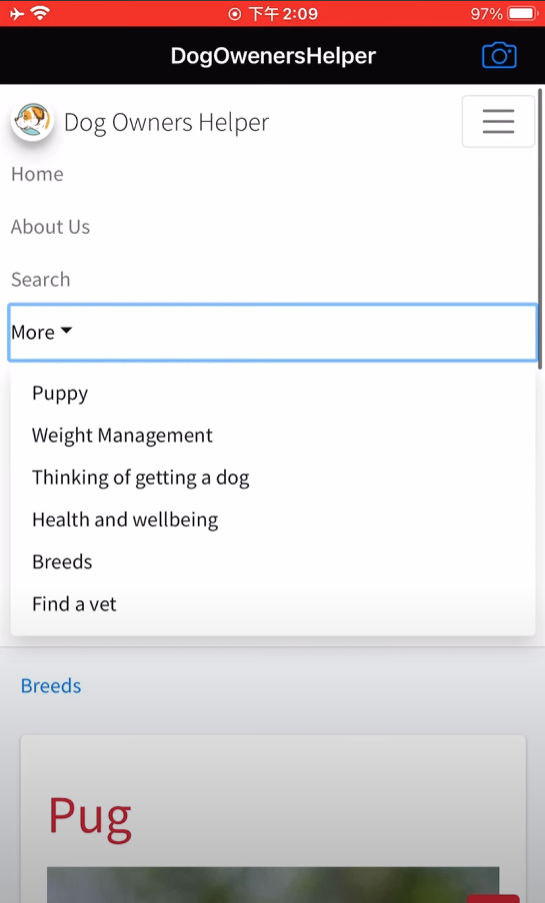 下午 2:09
97%
DogOwenersHelper
Dog Owners Helper
Home
About Us
Search
More
Puppy
Weight Management
Thinking of getting a dog
Health and wellbeing
Breeds
Find a vet
Breeds
Pug